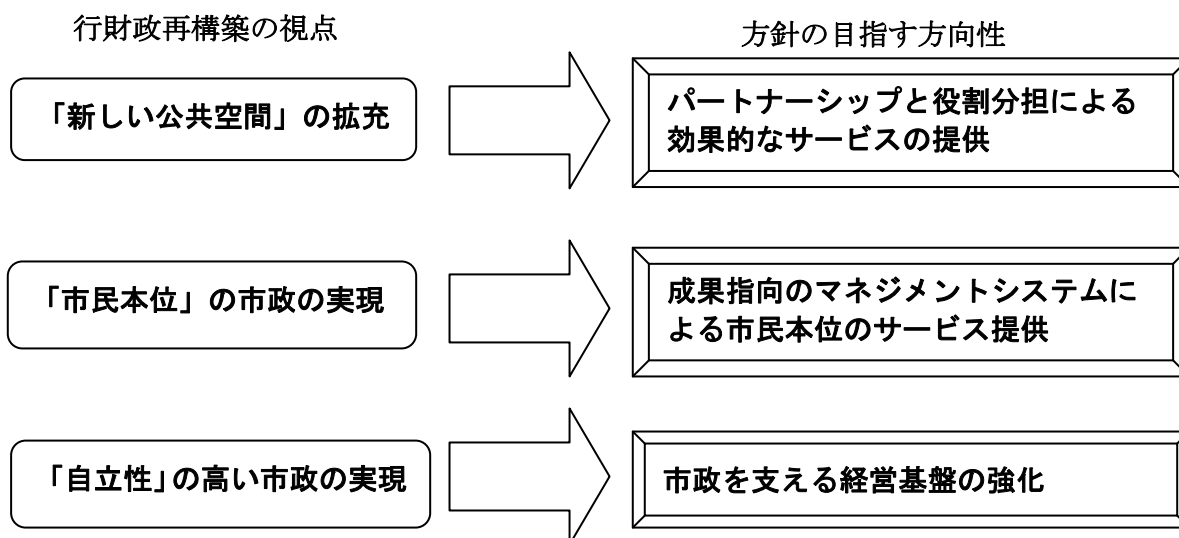 行財政再構築の視点
方針の目指す方向性
「新しい公共空間」の拡充
パートナーシップと役割分担による
効果的なサービスの提供
「市民本位」の市政の実現
成果指向のマネジメントシステムに
よる市民本位のサービス提供
「自立性」の高い市政の実現
市政を支える経営基盤の強化